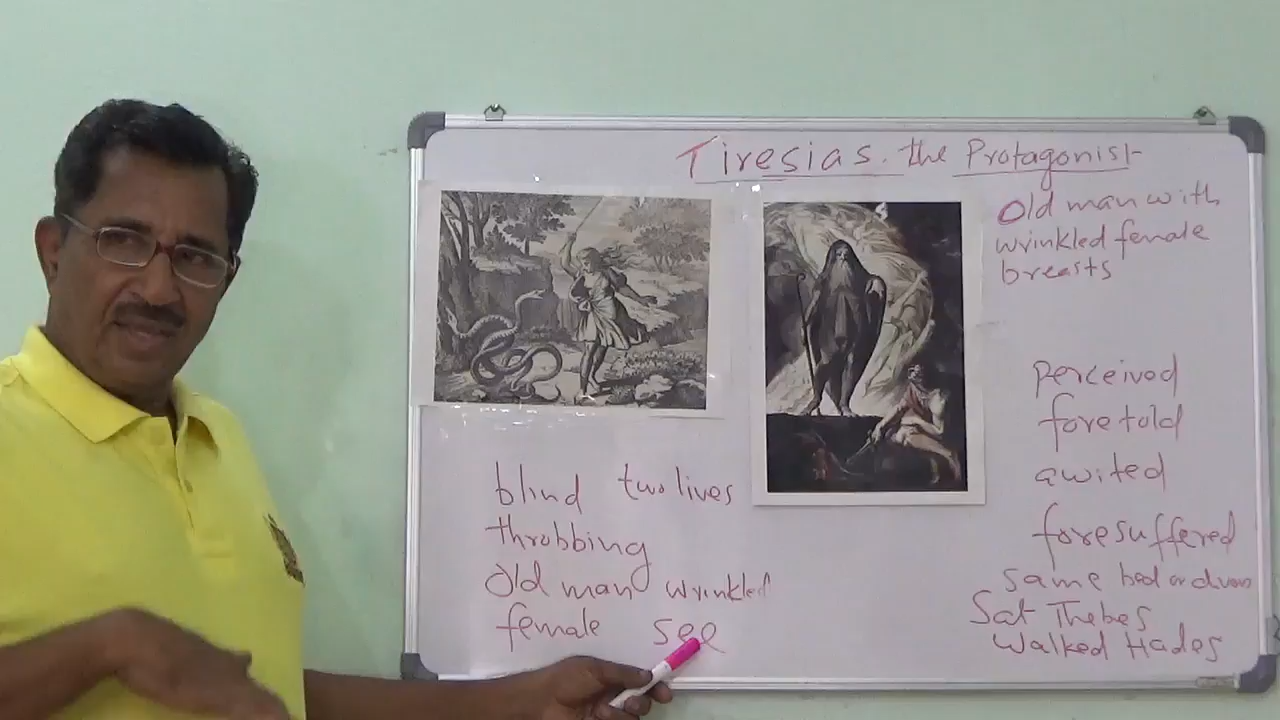 Tiresias. the Protagonist
Old man with
wrinkled female
breasts
perceived
foretold
awited
foresuffered
same bed or divan
Sat Thebes
Walked Hades
blind two lives
throbbing
Old man wrinkled
female see